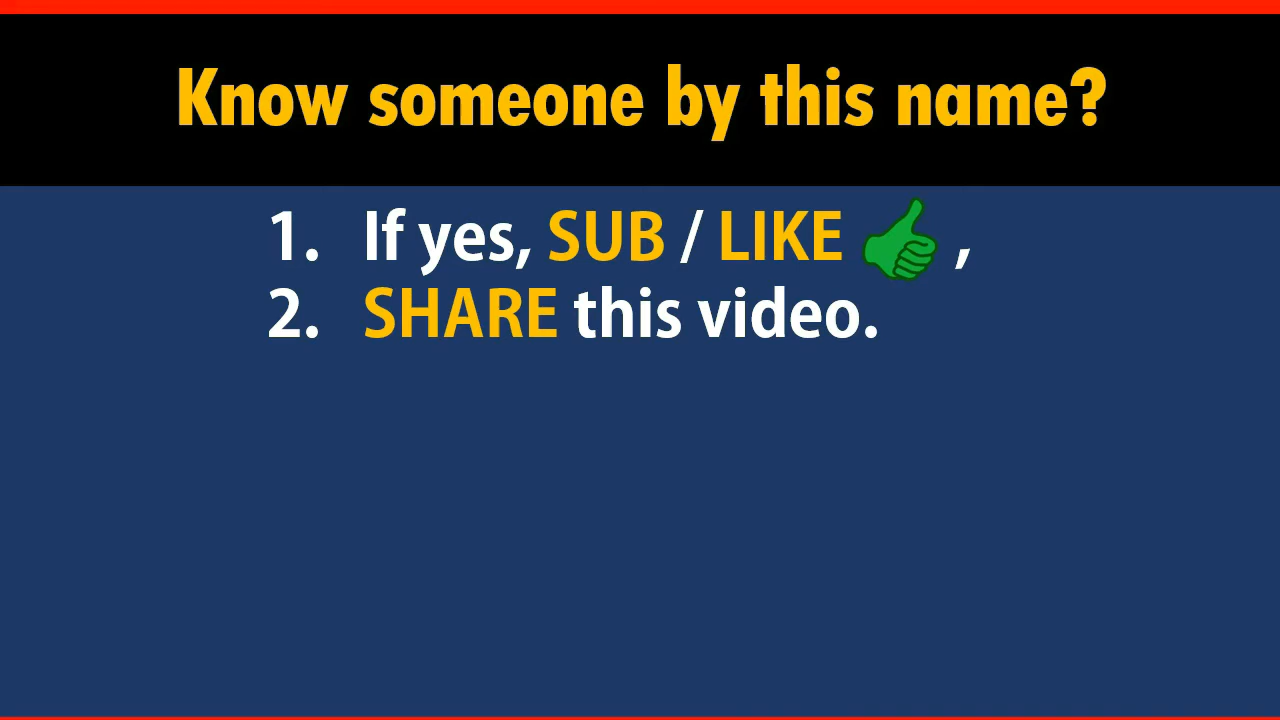 Know someone by this name?
1. If yes, SUB / LIKE ,
2. SHARE this video.